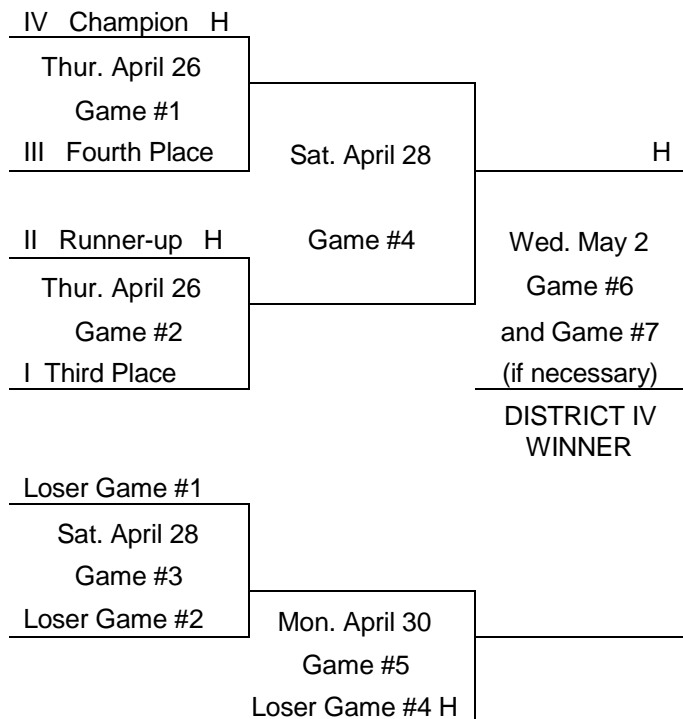 IV Champion H
Thur. April 26
Game #1
III Fourth Place
Sat. April 28
Game #4
H
II Runner-up H
Thur. April 26
Game #2
I Third Place
Wed. May 2
Game #6
and Game #7
(if necessary)
DISTRICT IV
WINNER
Loser Game #1
Sat. April 28
Game #3
Loser Game #2
Mon. April 30
Game #5
Loser Game #4 H